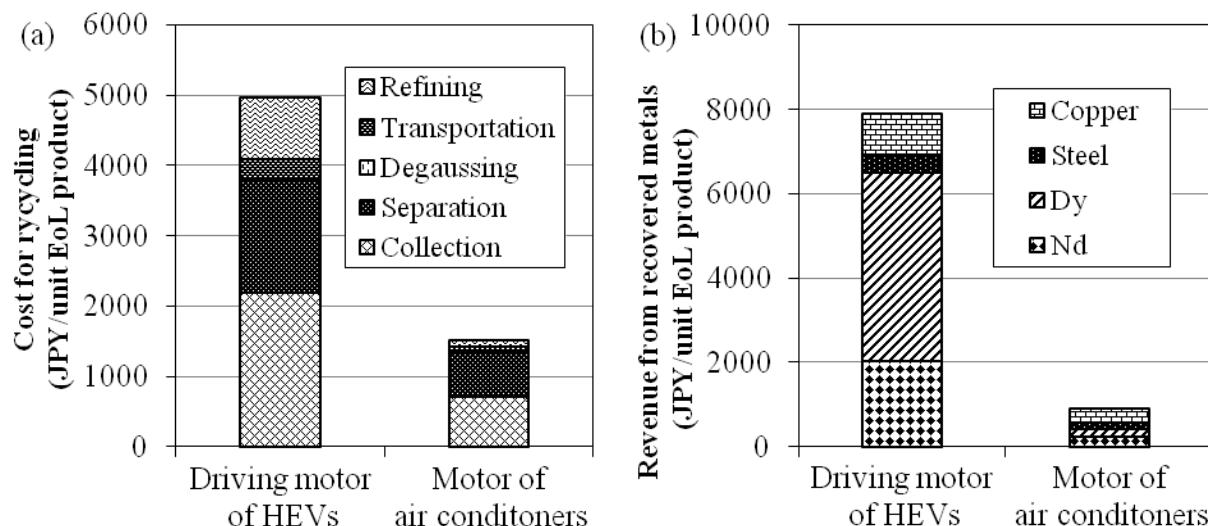 (a)
Cost for rycycling
(JPY/unit EoL product)
6000
5000
4000
3000
2000
1000
0
Refining
Transportation
Degaussing
Separation
Collection
Driving motor
of HEVs
Motor of
air conditoners
(b)
Revenue from recovered metals
(JPY/unit EoL product)
10000
8000
6000
4000
2000
0
Copper
Steel
Dy
Nd
Driving motor
of HEVs
Motor of
air conditoners